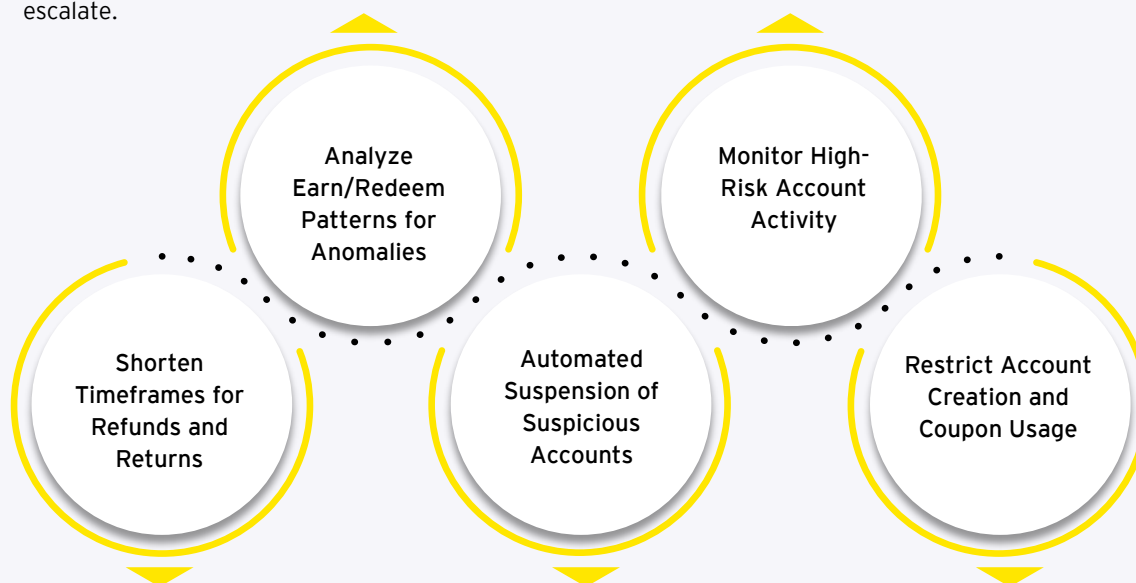 escalate.
Analyze
Earn/Redeem
Patterns for
Anomalies
Monitor High-
Risk Account
Activity
Shorten
Timeframes for
Refunds and
Returns
Automated
Suspension of
Suspicious
Accounts
Restrict Account
Creation and
Coupon Usage